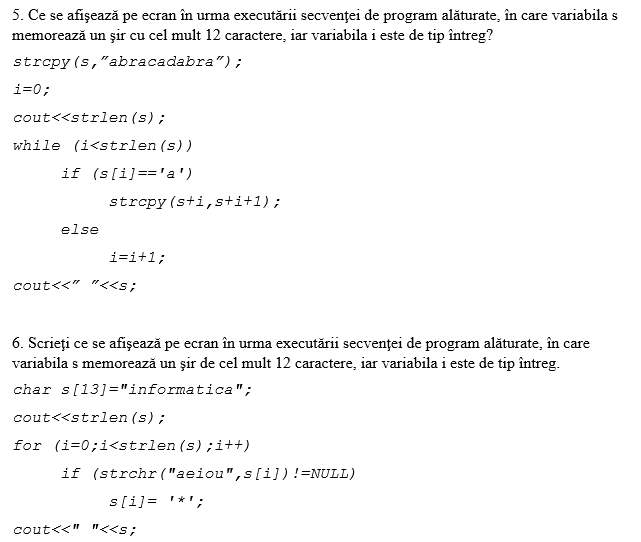 5. Ce se afişează pe ecran în urma executării secvenţei de program alăturate, în care variabila s
memorează un şir cu cel mult 12 caractere, iar variabila i este de tip întreg?
strcpy(s,”abracadabra”);
i=0;
cout<<strlen(s);
while (i<strlen(s))
if (s[i]=='a')
strcpy(s+i,s+i+1);
else
i=i+1;
cout<<” ”<<s;
6. Scrieţi ce se afişează pe ecran în urma executării secvenţei de program alăturate, în care
variabila s memorează un şir de cel mult 12 caractere, iar variabila i este de tip întreg.
char s[13]="informatica";
cout<<strlen(s);
for (i=0;i<strlen(s);i++)
if (strchr("aeiou",s[i])!=NULL)
s[i]= '*';
cout<<" "<<s;